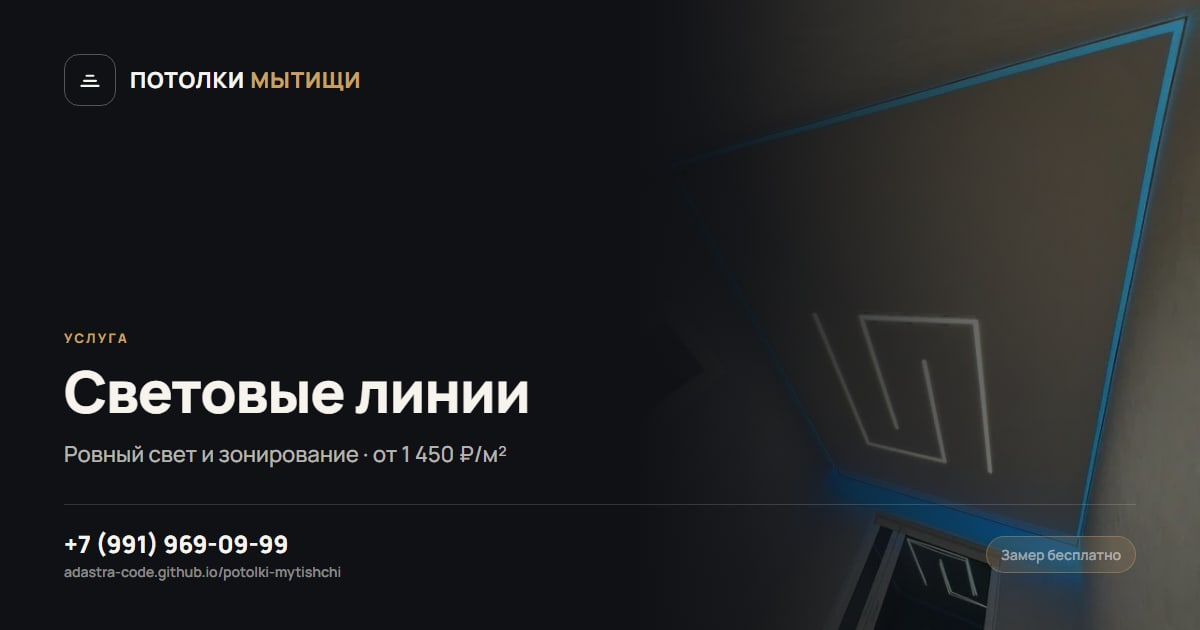 ПОТОЛКИ МЫТИЩИ
УСЛУГА
Световые линии
Ровный свет и зонирование · от 1 450 ₽/м²
+7 (991) 969-09-99
adastra-code.github.io/potolki-mytishchi
Замер бесплатно